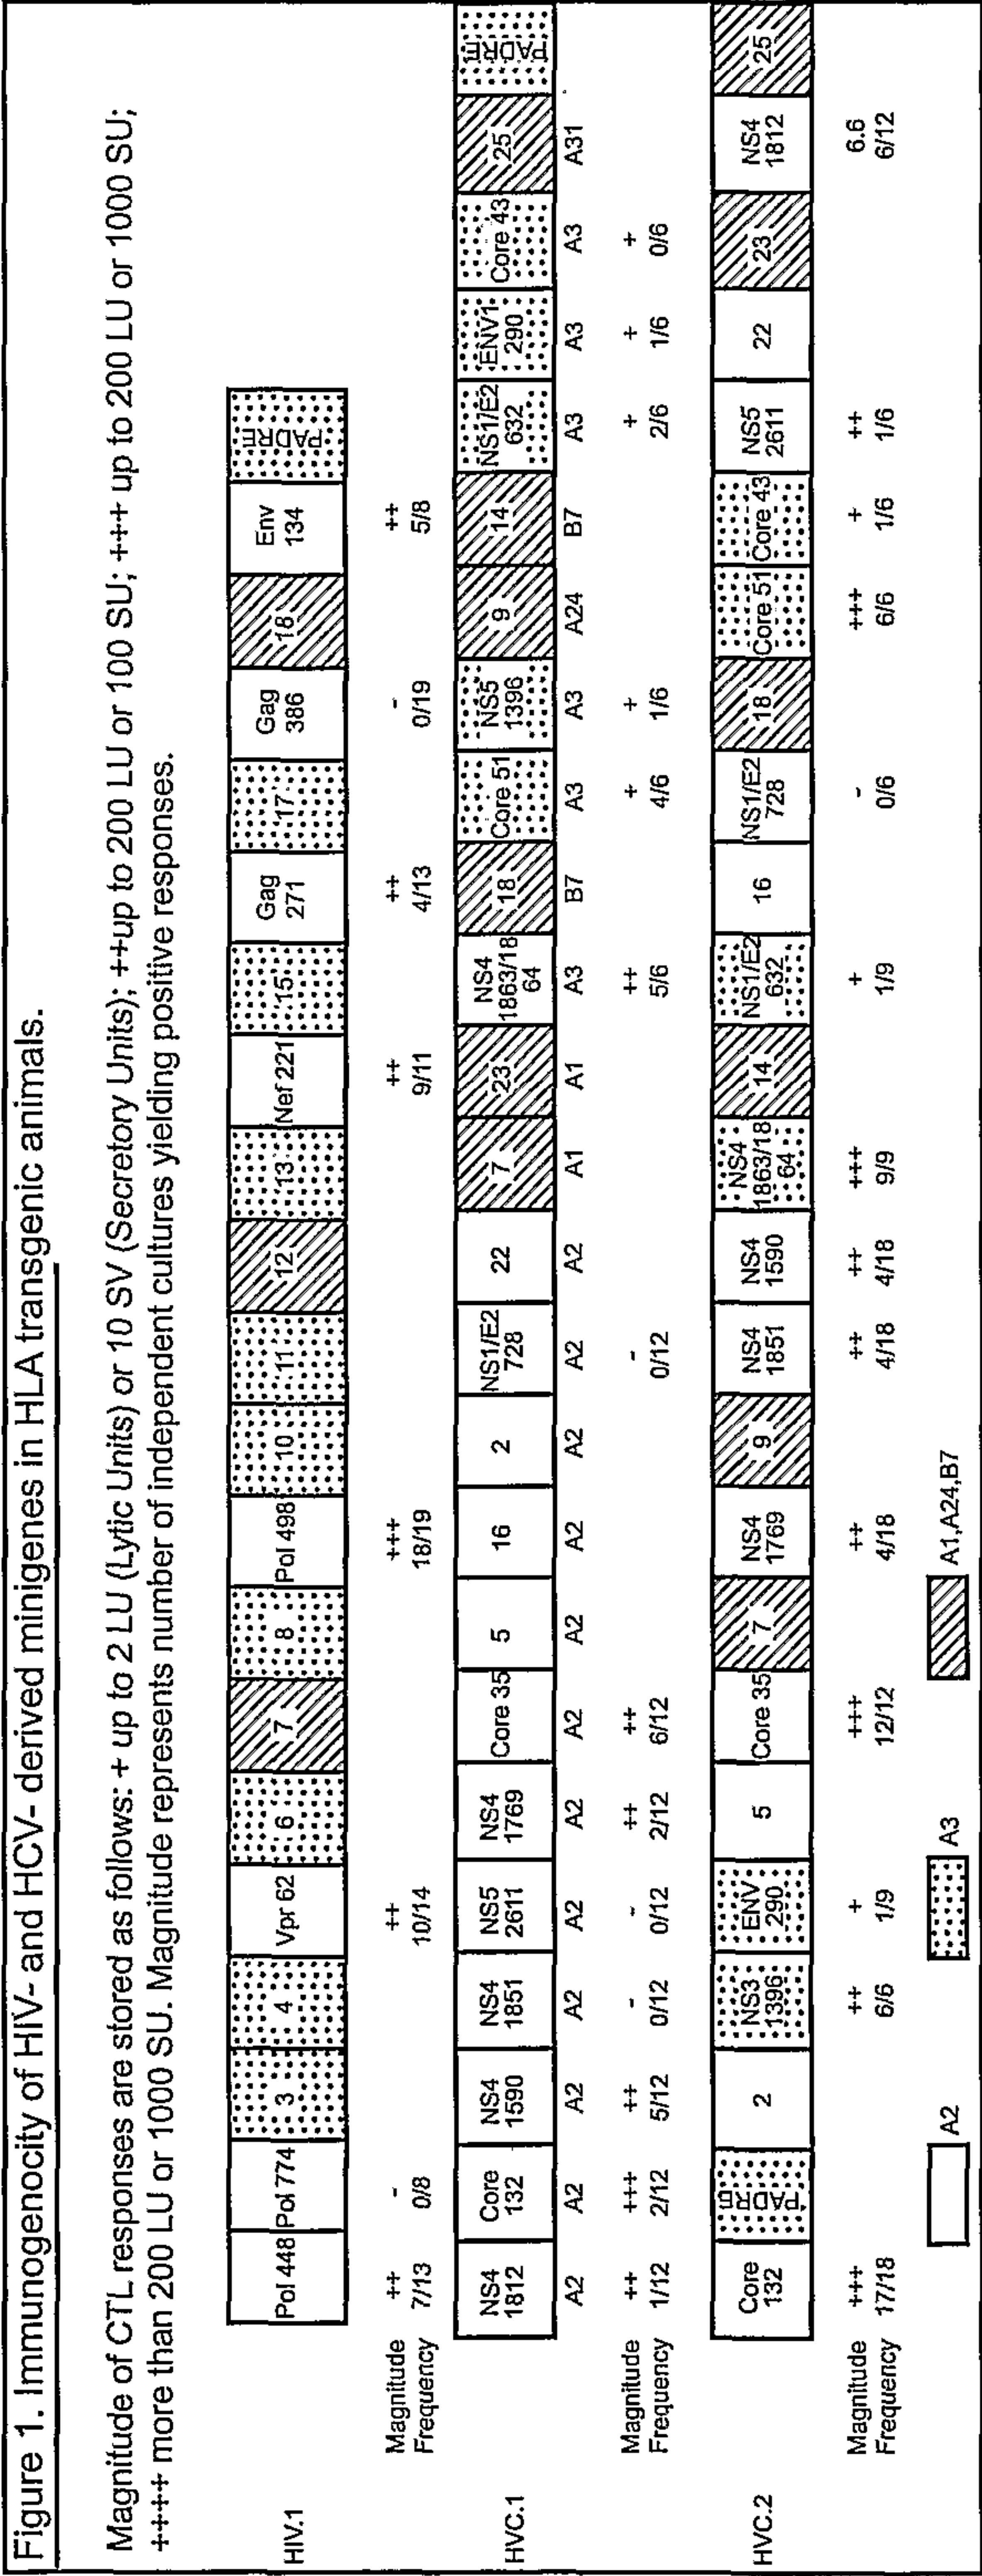 Figure 1. Immunogenocity of HIV- and HCV- derived minigenes in HLA transgenic animals.
Magnitude of CTL responses are stored as follows: + up to 2 LU (Lytic Units) or 10 SV (Secretory Units); ++up to 200 LU or 100 SU; +++ up to 200 LU or 1000 SU;
++++ more than 200 LU or 1000 SU. Magnitude represents number of independent cultures yielding positive responses.
HIV.1
Pol 448 Pol 774 3 4 Vpr 62 6 7 8 Pol 498 10 11 12 13 Nef 221 15 Gag 271 17 Gag 386 18 Env 134 PADRE
Magnitude ++ - ++ +++ ++ ++ - ++
Frequency 7/13 0/8 10/14 18/19 9/11 4/13 0/19 5/8
HVC.1
NS4 1812 Core 132 NS4 1590 NS4 1851 NS5 2611 NS4 1769 Core 35 5 16 2 NS1/E2 728 22 7 23 NS4 1863/18 64 18 Core 51 NS5 1396 9 14 NS1/E2 632 ENV1 290 Core 43 25 PADRE
A2 A2 A2 A2 A2 A2 A2 A2 A2 A2 A2 A2 A1 A1 A3 B7 A3 A3 A24 B7 A3 A3 A3 A31
Magnitude ++ +++ ++ - - ++ ++ - ++ + + + + +
Frequency 1/12 2/12 5/12 0/12 0/12 2/12 6/12 0/12 5/6 4/6 1/6 2/6 1/6 0/6
HVC.2
Core 132 PADRE 2 NS3 1396 ENV 290 5 Core 35 7 NS4 1769 9 NS4 1851 NS4 1590 NS4 1863/18 64 14 NS1/E2 632 16 NS1/E2 728 18 Core 51 Core 43 NS5 2611 22 23 NS4 1812 25
Magnitude +++ ++ + +++ ++ ++ ++ +++ + - +++ + ++ 6.6
Frequency 17/18 6/6 1/9 12/12 4/18 4/18 4/18 9/9 1/9 0/6 6/6 1/6 1/6 6/12
A2 A3 A1,A24,B7